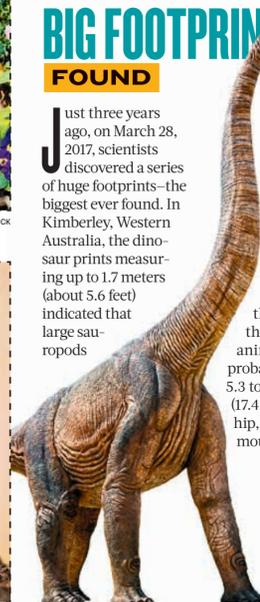 BIG FOOTPRIN
FOUND
Just three years
ago, on March 28,
2017, scientists
discovered a series
of huge footprints—the
biggest ever found. In
Kimberley, Western
Australia, the dino-
saur prints measur-
ing up to 1.7 meters
(about 5.6 feet)
indicated that
large sau-
ropods
th
th
anir
proba
5.3 to
(17.4
hip,
mou
CK